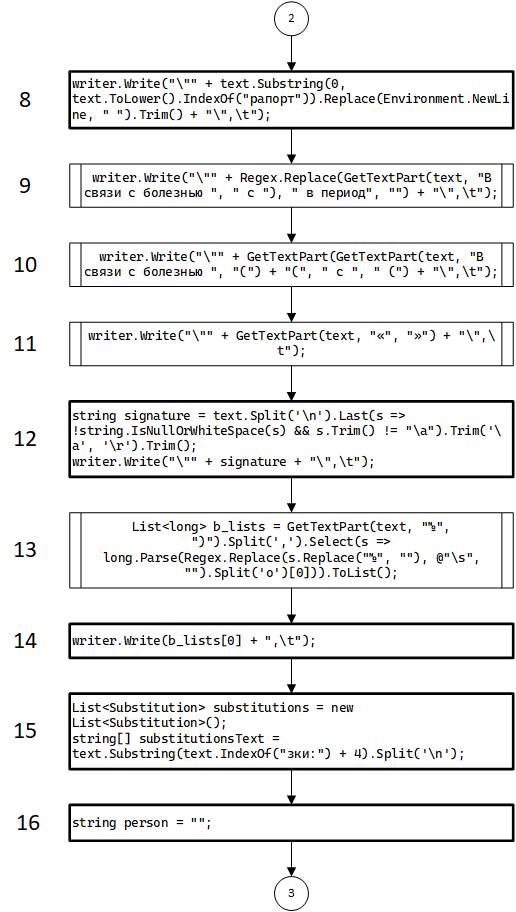 2
8
writer.Write("\"" + text.Substring(0,
text.ToLower().IndexOf("рапорт")).Replace(Environment.NewLi
ne, " ").Trim() + "\",\t");
9
writer.Write("\"" + Regex.Replace(GetTextPart(text, "В
связи с болезнью ", " с "), " в период", "") + "\",\t");
10
writer.Write("\"" + GetTextPart(GetTextPart(text, "В
связи с болезнью ", "(") + "(", " с ", " (") + "\",\t");
11
writer.Write("\"" + GetTextPart(text, "«", "»") + "\",\
t");
12
string signature = text.Split('\n').Last(s =>
!string.IsNullOrWhiteSpace(s) && s.Trim() != "\a").Trim('\
a', '\r').Trim();
writer.Write("\"" + signature + "\",\t");
13
List<long> b_lists = GetTextPart(text, "№",
")").Split(',').Select(s =>
long.Parse(Regex.Replace(s.Replace("№", ""), @"\s",
"").Split('о')[0])).ToList();
14
writer.Write(b_lists[0] + ",\t");
15
List<Substitution> substitutions = new
List<Substitution>();
string[] substitutionsText =
text.Substring(text.IndexOf("зки:") + 4).Split('\n');
16
string person = "";
3